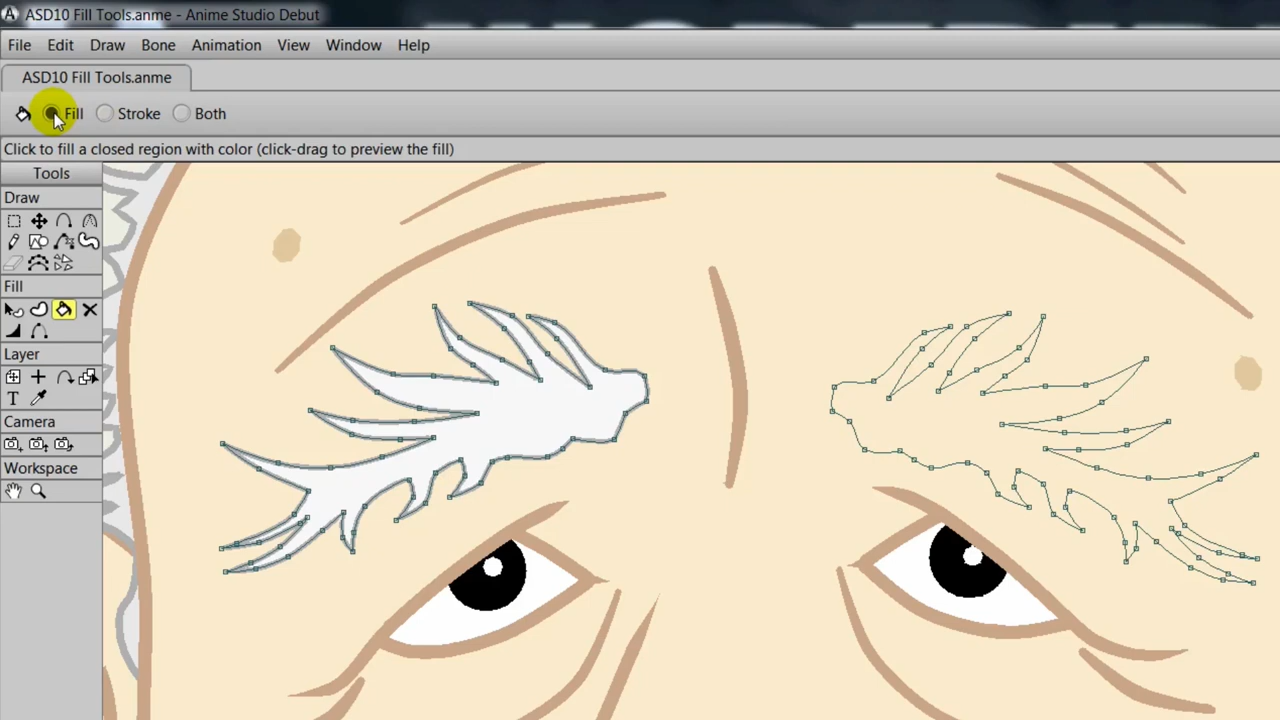 ASD10 Fill Tools.anme - Anime Studio Debut
File Edit Draw Bone Animation View Window Help
ASD10 Fill Tools.anme
Fill Stroke Both
Click to fill a closed region with color (click-drag to preview the fill)
Tools
Draw
Fill
Layer
T
Camera
Workspace